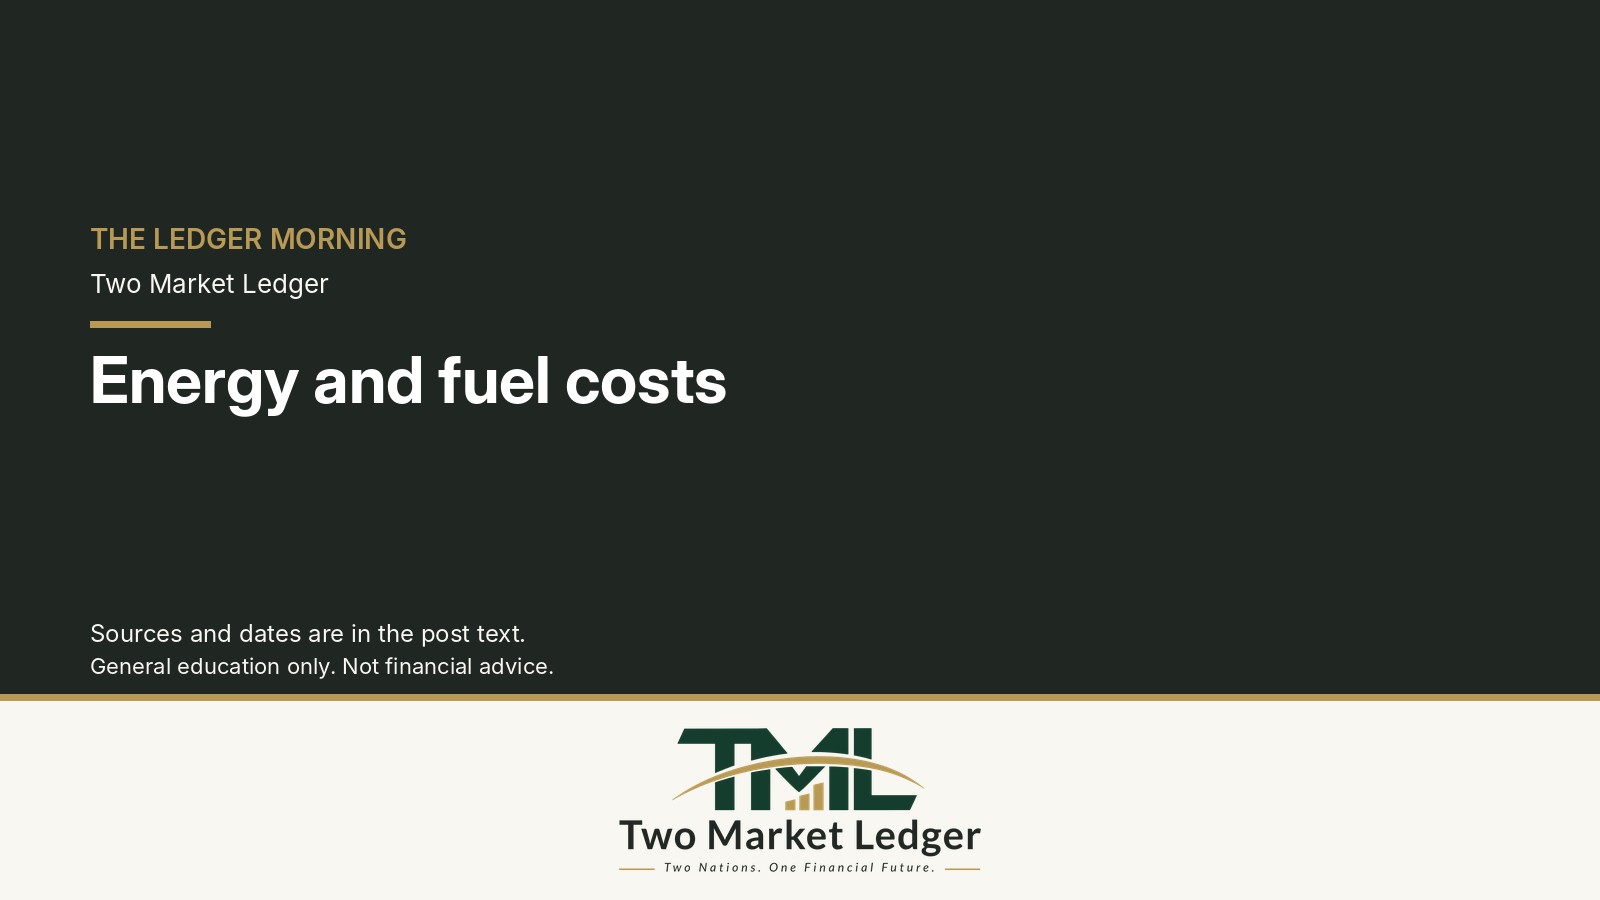 THE LEDGER MORNING
Two Market Ledger
Energy and fuel costs
Sources and dates are in the post text.
General education only. Not financial advice.
TML
Two Market Ledger
Two Nations. One Financial Future.